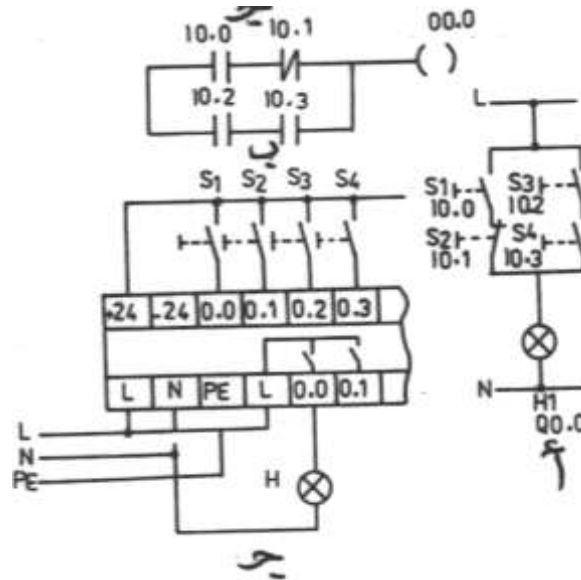 I0.0 I0.1 O0.0
I0.2 I0.3
L
S1 S2 S3 S4
S1 S3
I0.0 I0.2
S2 S4
I0.1 I0.3
+24 -24 0.0 0.1 0.2 0.3
L N PE L 0.0 0.1
L
N
PE
H
N
H1
Q0.0